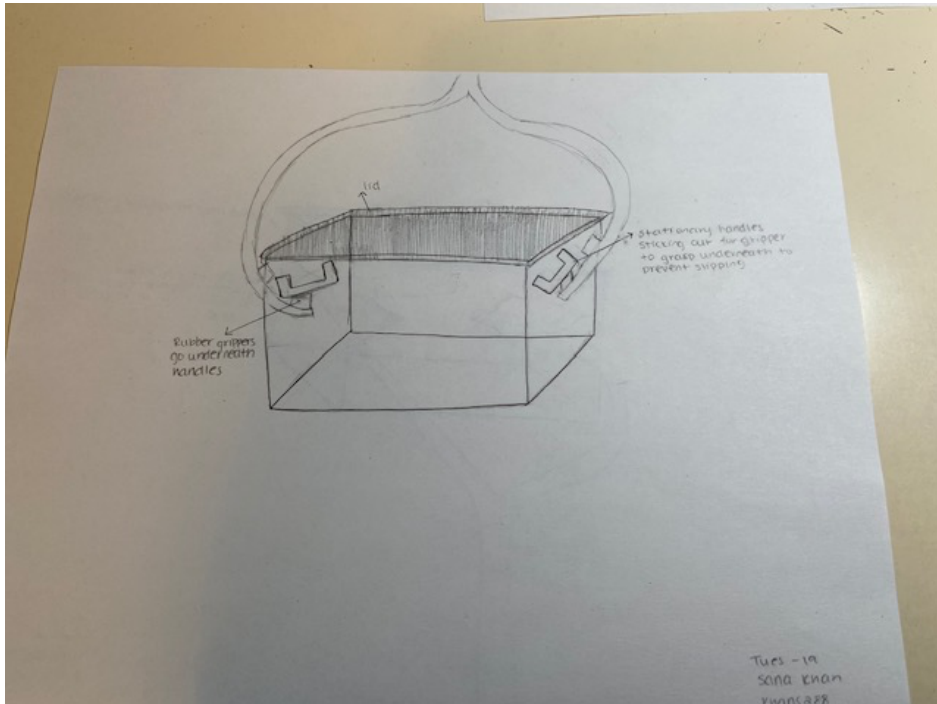 lid
Stationary handles
sticking out for gripper
to grasp underneath to
prevent slipping
Rubber grippers
go underneath
handles
Tues - 19
Sana Khan
khans288